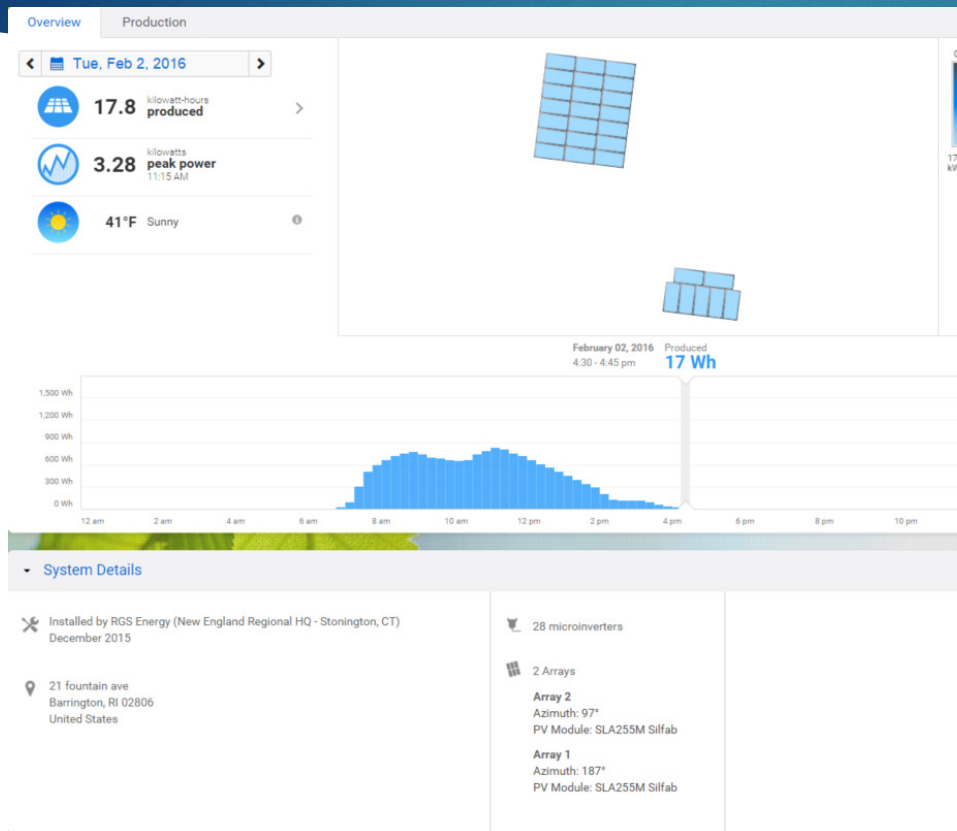 Overview Production
Tue, Feb 2, 2016
17.8 kilowatt-hours produced
3.28 kilowatts peak power
11:15 AM
41°F Sunny
17
February 02, 2016 Produced
4:30 - 4:45 pm 17 Wh
1,500 Wh
1,200 Wh
900 Wh
600 Wh
300 Wh
0 Wh
12 am 2 am 4 am 6 am 8 am 10 am 12 pm 2 pm 4 pm 6 pm 8 pm 10 pm
System Details
Installed by RGS Energy (New England Regional HQ - Stonington, CT)
December 2015
21 fountain ave
Barrington, RI 02806
United States
28 microinverters
2 Arrays
Array 2
Azimuth: 97°
PV Module: SLA255M Silfab
Array 1
Azimuth: 187°
PV Module: SLA255M Silfab